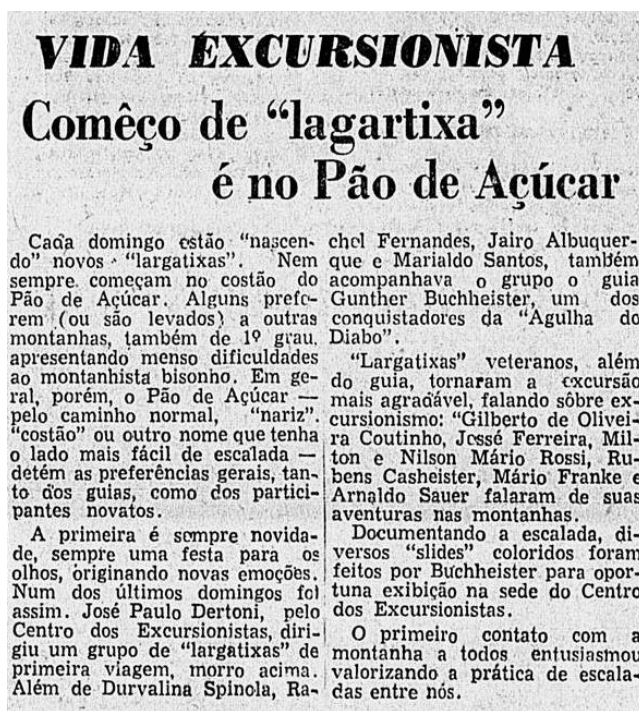 VIDA EXCURSIONISTA
Comêço de "lagartixa"
é no Pão de Açúcar
Cada domingo estão "nascen-
do" novos "largatixas". Nem
sempre começam no costão do
Pão de Açúcar. Alguns prefe-
rem (ou são levados) a outras
montanhas, também de 1º grau,
apresentando menso dificuldades
ao montanhista bisonho. Em ge-
ral, porém, o Pão de Açúcar —
pelo caminho normal, "nariz".
"costão" ou outro nome que tenha
o lado mais fácil de escalada —
detém as preferências gerais, tan-
to dos guias, como dos partici-
pantes novatos.
A primeira é sempre novida-
de, sempre uma festa para os
olhos, originando novas emoções.
Num dos últimos domingos foi
assim. José Paulo Dertoni, pelo
Centro dos Excursionistas, diri-
giu um grupo de "largatixas" de
primeira viagem, morro acima.
Além de Durvalina Spinola, Ra-
chel Fernandes, Jairo Albuquer-
que e Marialdo Santos, também
acompanhava o grupo o guia
Gunther Buchheister, um dos
conquistadores da "Agulha do
Diabo".
"Largatixas" veteranos, além
do guia, tornaram a excursão
mais agradável, falando sôbre ex-
cursionismo: "Gilberto de Olivei-
ra Coutinho, Jossé Ferreira, Mil-
ton e Nilson Mário Rossi, Ru-
bens Casheister, Mário Franke e
Arnaldo Sauer falaram de suas
aventuras nas montanhas.
Documentando a escalada, di-
versos "slides" coloridos foram
feitos por Buchheister para opor-
tuna exibição na sede do Centro
dos Excursionistas.
O primeiro contato com a
montanha a todos entusiasmou
valorizando a prática de escala-
das entre nós.